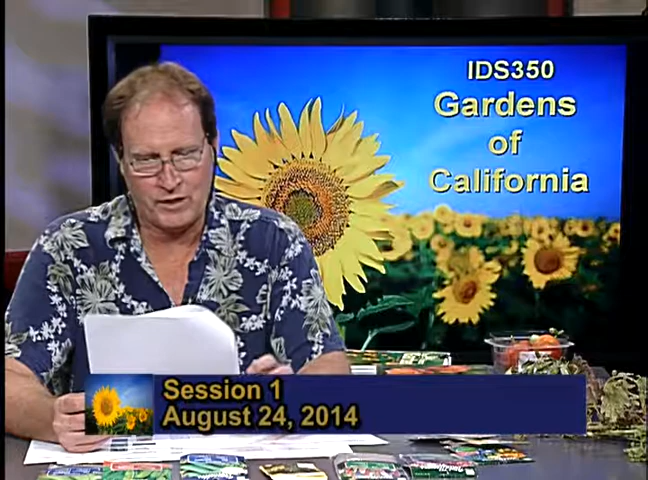 IDS350
Gardens
of
California
Session 1
August 24, 2014